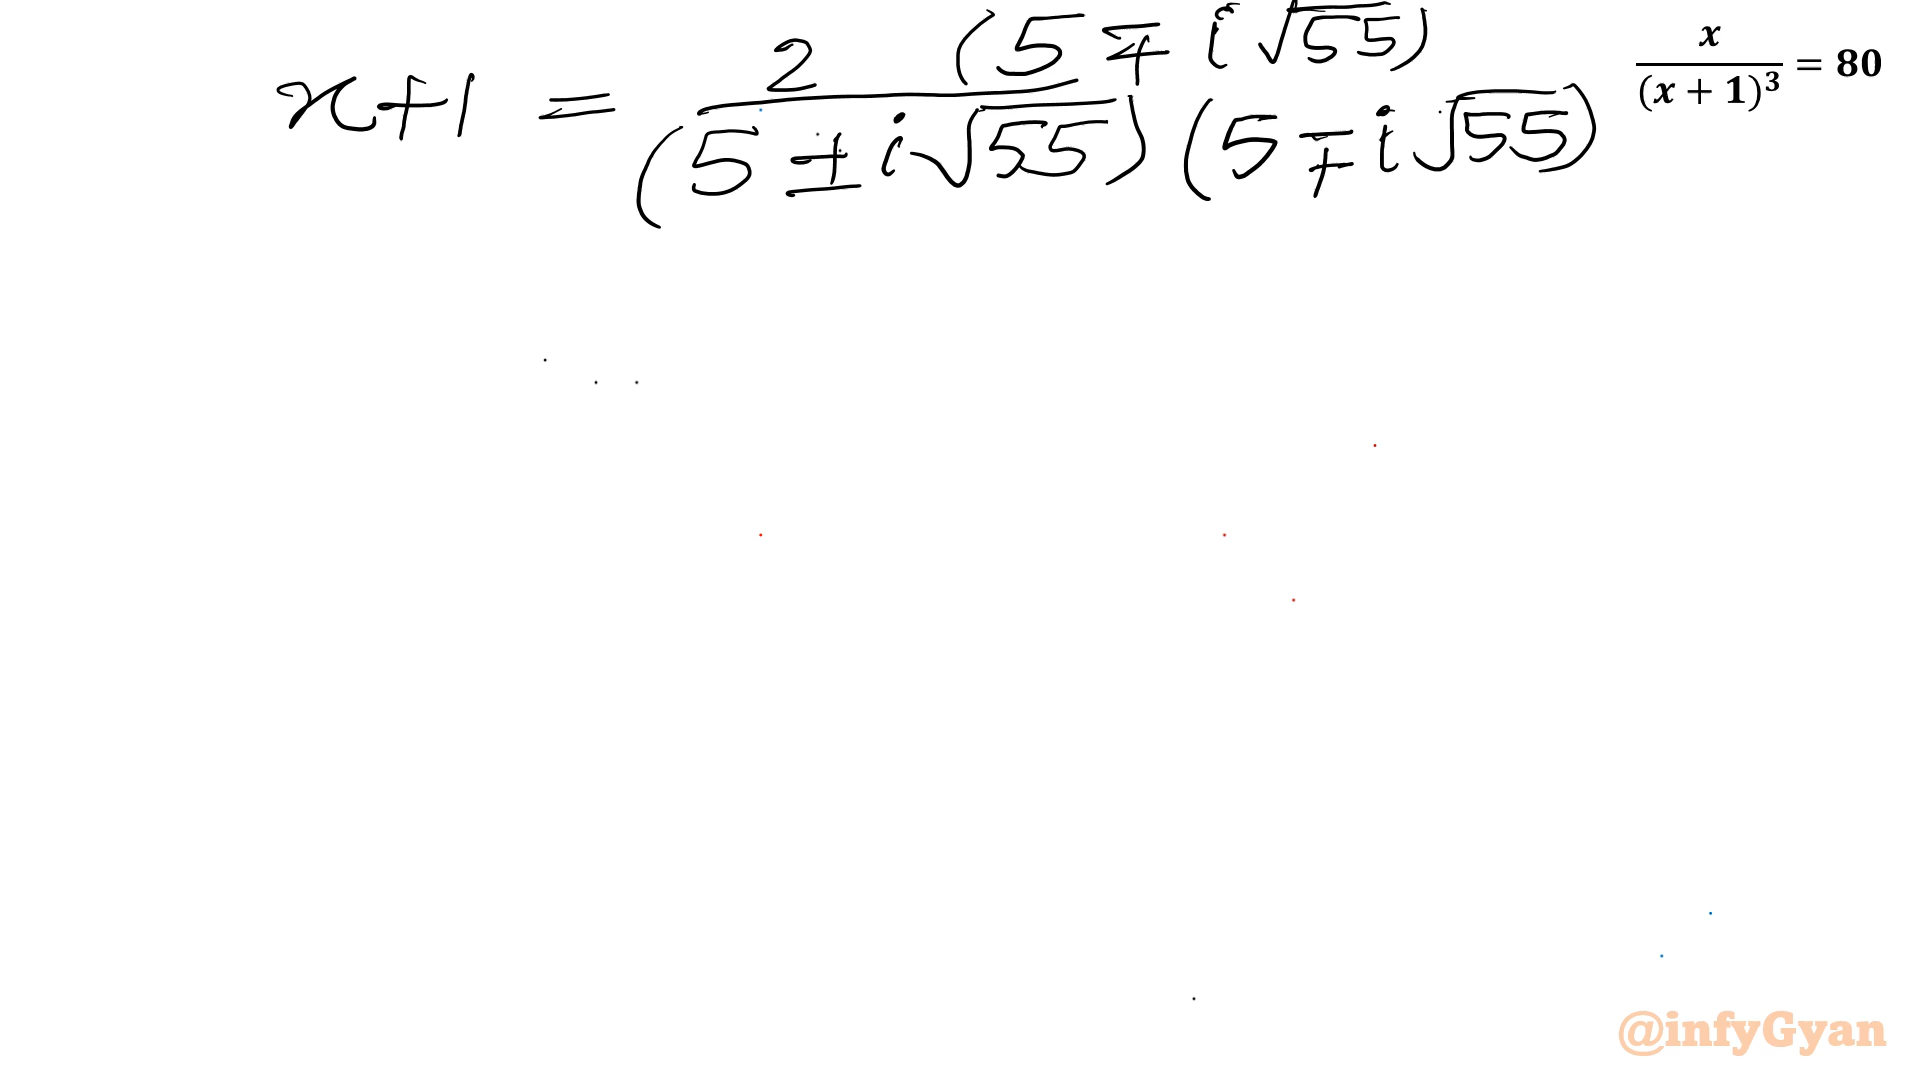 x+1 = 2 (5 ∓ i√55) / (5 ± i√55) (5 ∓ i√55)
x / (x + 1)³ = 80
@infyGyan